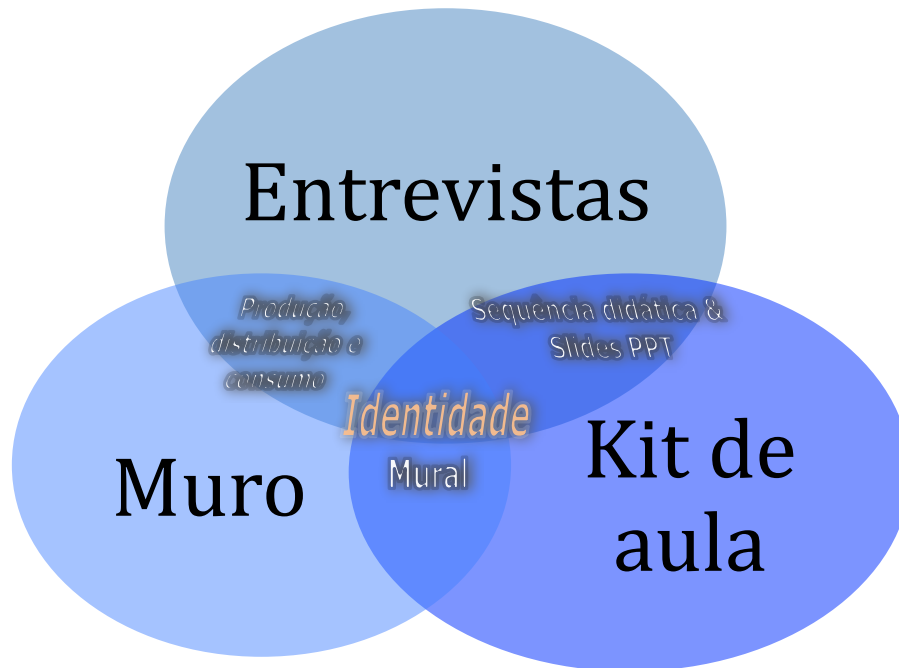 Entrevistas
Produção,
distribuição e
consumo
Sequência didática &
Slides PPT
Identidade
Mural
Muro
Kit de
aula